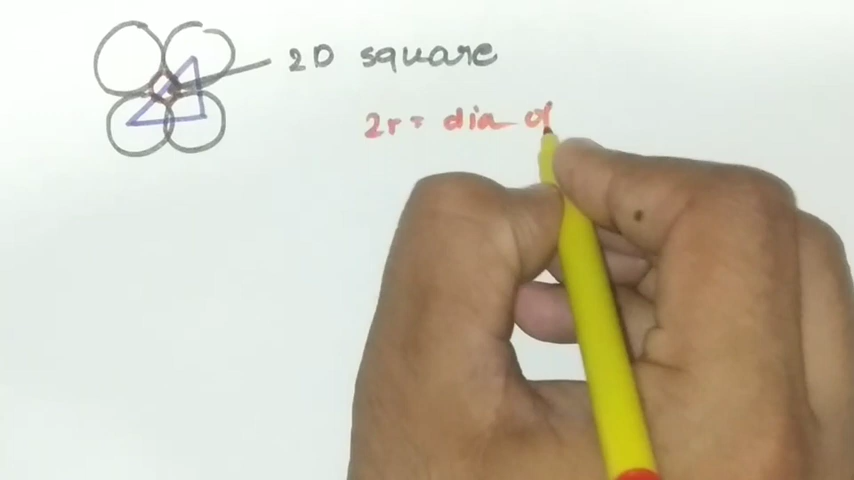 2D square
2r = dia of